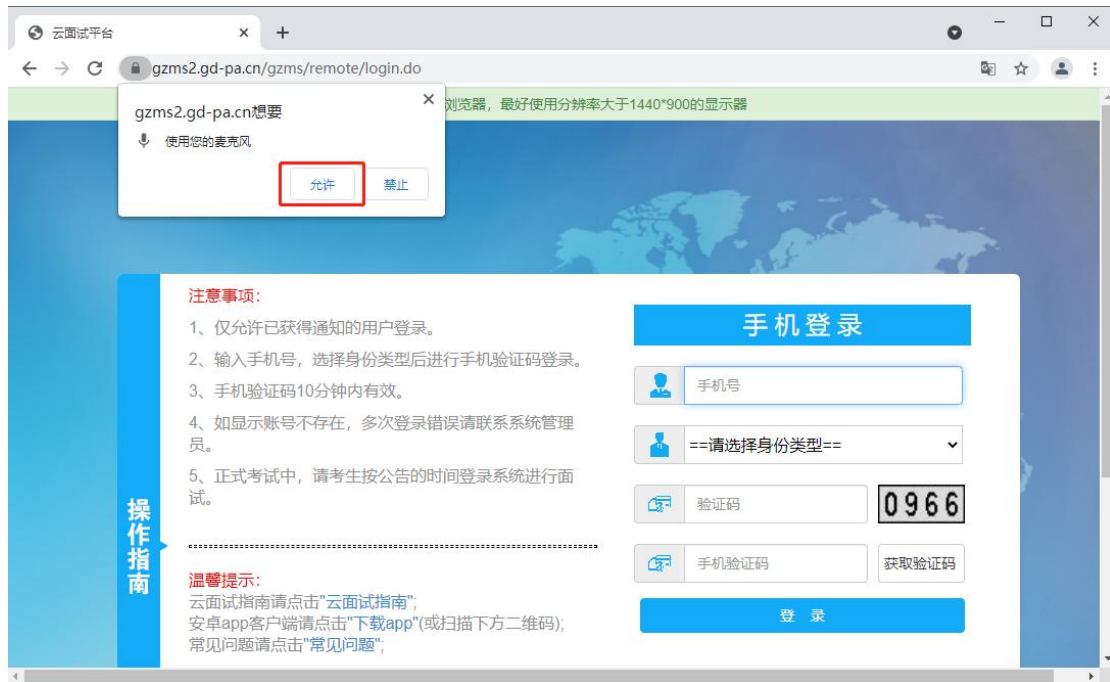 云面试平台
gzms2.gd-pa.cn/gzms/remote/login.do
浏览器，最好使用分辨率大于1440*900的显示器
gzms2.gd-pa.cn想要
使用您的麦克风
允许
禁止
操作指南
注意事项：
1、仅允许已获得通知的用户登录。
2、输入手机号，选择身份类型后进行手机验证码登录。
3、手机验证码10分钟内有效。
4、如显示账号不存在，多次登录错误请联系系统管理
员。
5、正式考试中，请考生按公告的时间登录系统进行面
试。
温馨提示：
云面试指南请点击"云面试指南";
安卓app客户端请点击"下载app"(或扫描下方二维码);
常见问题请点击"常见问题";
手机登录
手机号
==请选择身份类型==
验证码
0966
手机验证码
获取验证码
登 录